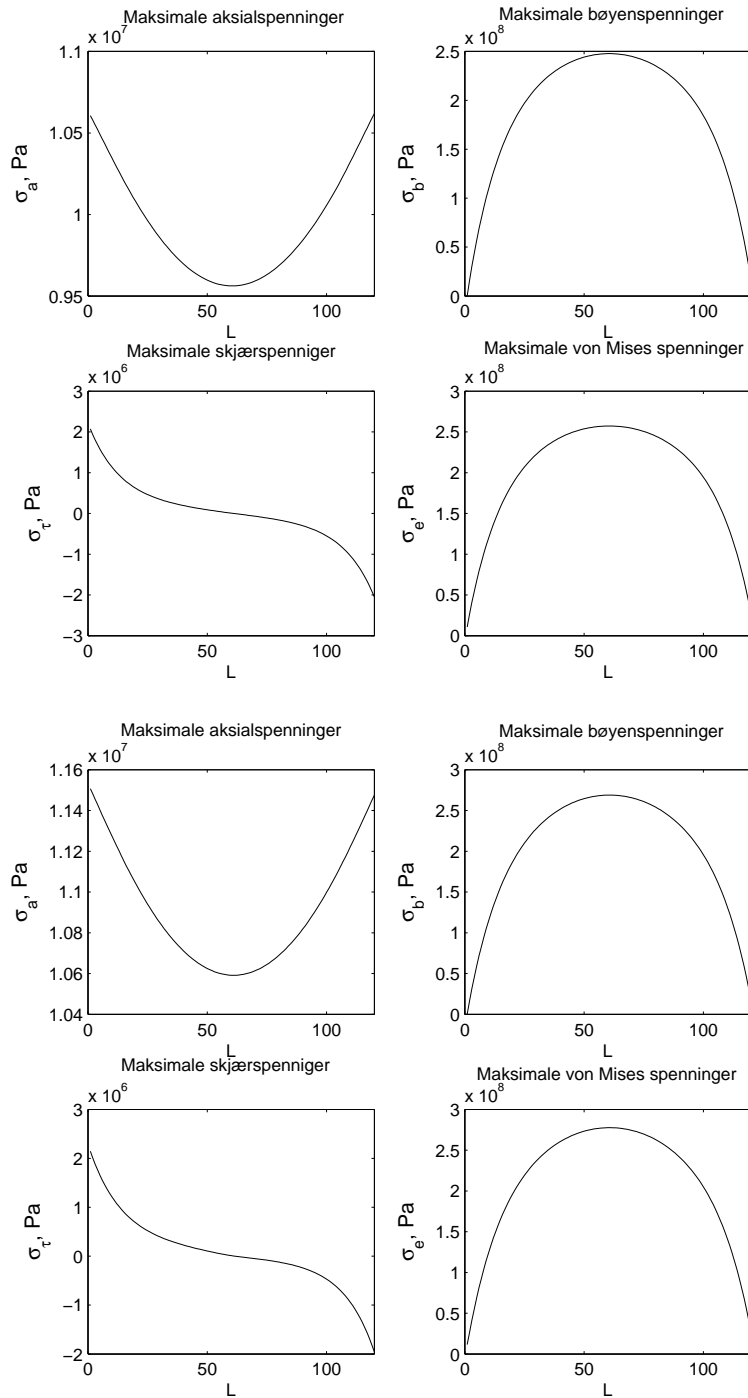 Maksimale aksialspenninger
x 10^7
1.1
1.05
1
0.95
0 50 100
L
σ_a, Pa
Maksimale bøyenspenninger
x 10^8
2.5
2
1.5
1
0.5
0
0 50 100
L
σ_b, Pa
Maksimale skjærspenniger
x 10^6
3
2
1
0
−1
−2
−3
0 50 100
L
σ_τ, Pa
Maksimale von Mises spenninger
x 10^8
3
2.5
2
1.5
1
0.5
0
0 50 100
L
σ_e, Pa
Maksimale aksialspenninger
x 10^7
1.16
1.14
1.12
1.1
1.08
1.06
1.04
0 50 100
L
σ_a, Pa
Maksimale bøyenspenninger
x 10^8
3
2.5
2
1.5
1
0.5
0
0 50 100
L
σ_b, Pa
Maksimale skjærspenniger
x 10^6
3
2
1
0
−1
−2
0 50 100
L
σ_τ, Pa
Maksimale von Mises spenninger
x 10^8
3
2.5
2
1.5
1
0.5
0
0 50 100
L
σ_e, Pa